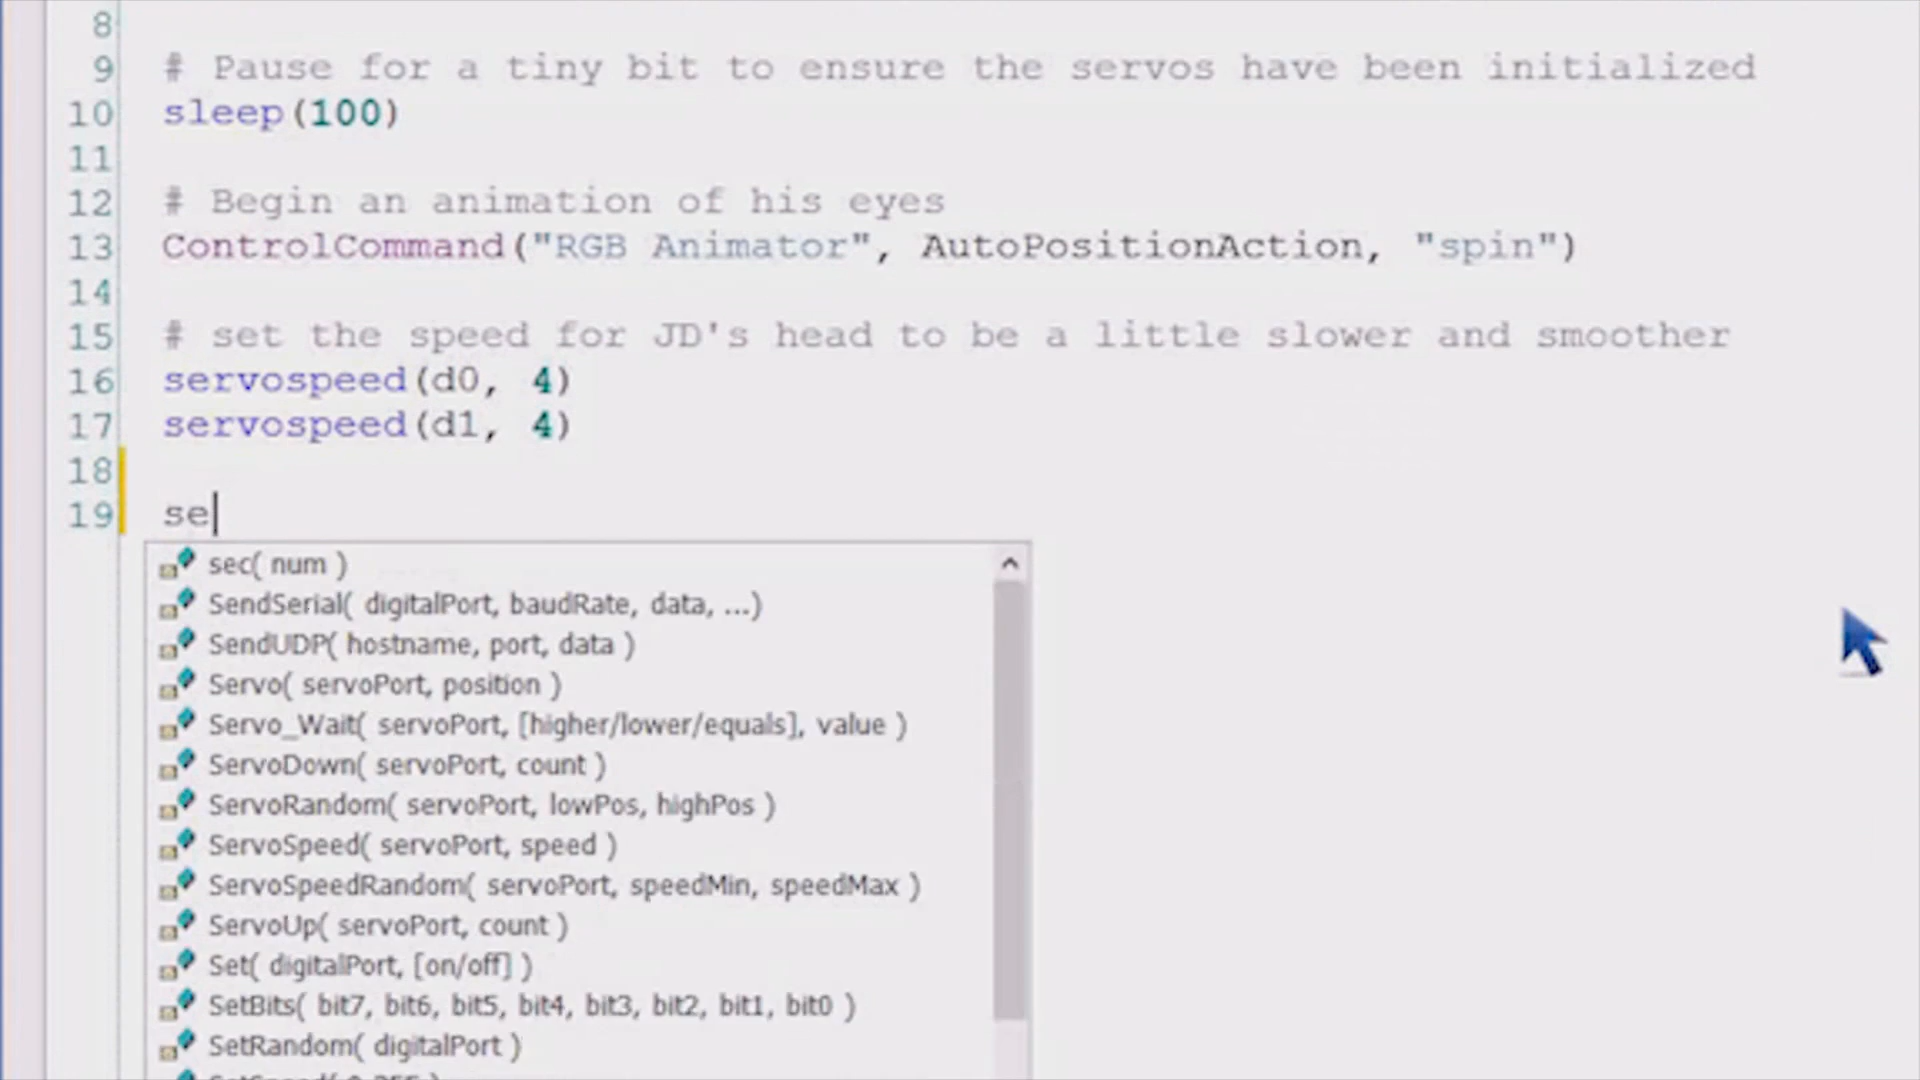 8
9 # Pause for a tiny bit to ensure the servos have been initialized
10 sleep(100)
11
12 # Begin an animation of his eyes
13 ControlCommand("RGB Animator", AutoPositionAction, "spin")
14
15 # set the speed for JD's head to be a little slower and smoother
16 servospeed(d0, 4)
17 servospeed(d1, 4)
18
19 se
sec( num )
SendSerial( digitalPort, baudRate, data, ...)
SendUDP( hostname, port, data )
Servo( servoPort, position )
Servo_Wait( servoPort, [higher/lower/equals], value )
ServoDown( servoPort, count )
ServoRandom( servoPort, lowPos, highPos )
ServoSpeed( servoPort, speed )
ServoSpeedRandom( servoPort, speedMin, speedMax )
ServoUp( servoPort, count )
Set( digitalPort, [on/off] )
SetBits( bit7, bit6, bit5, bit4, bit3, bit2, bit1, bit0 )
SetRandom( digitalPort )